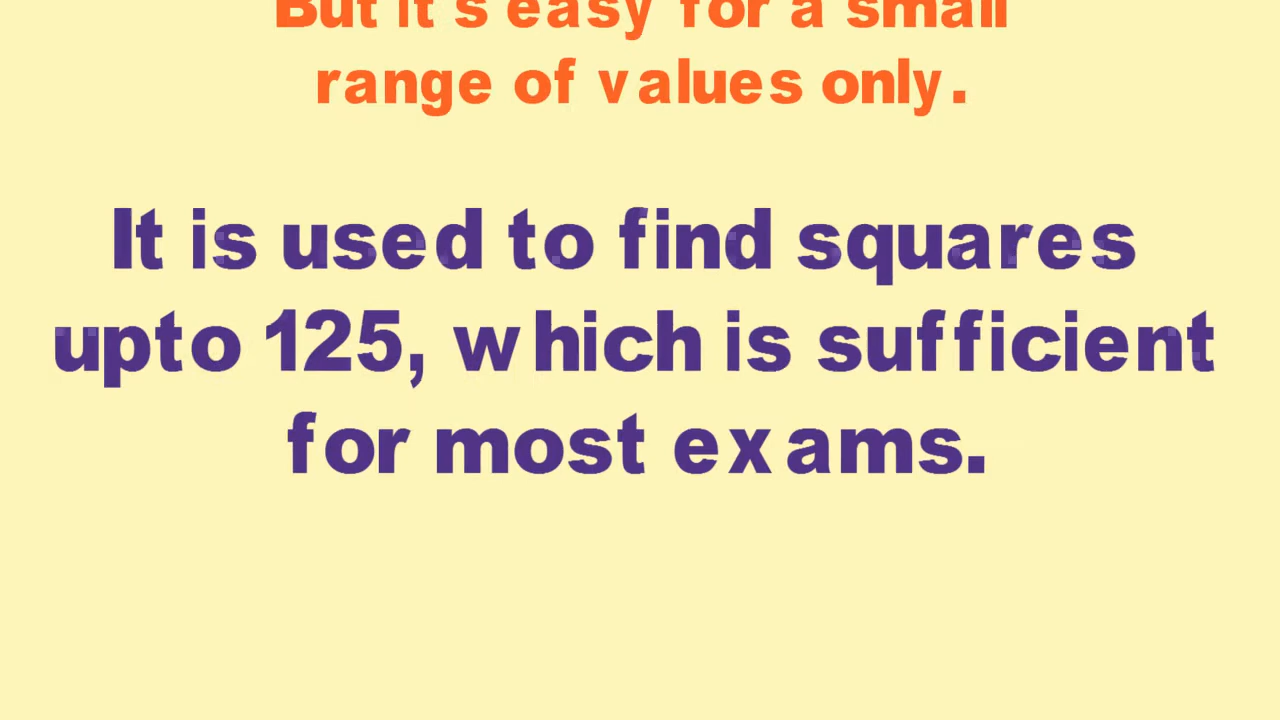 But it's easy for a small
range of values only.
It is used to find squares
upto 125, which is sufficient
for most exams.